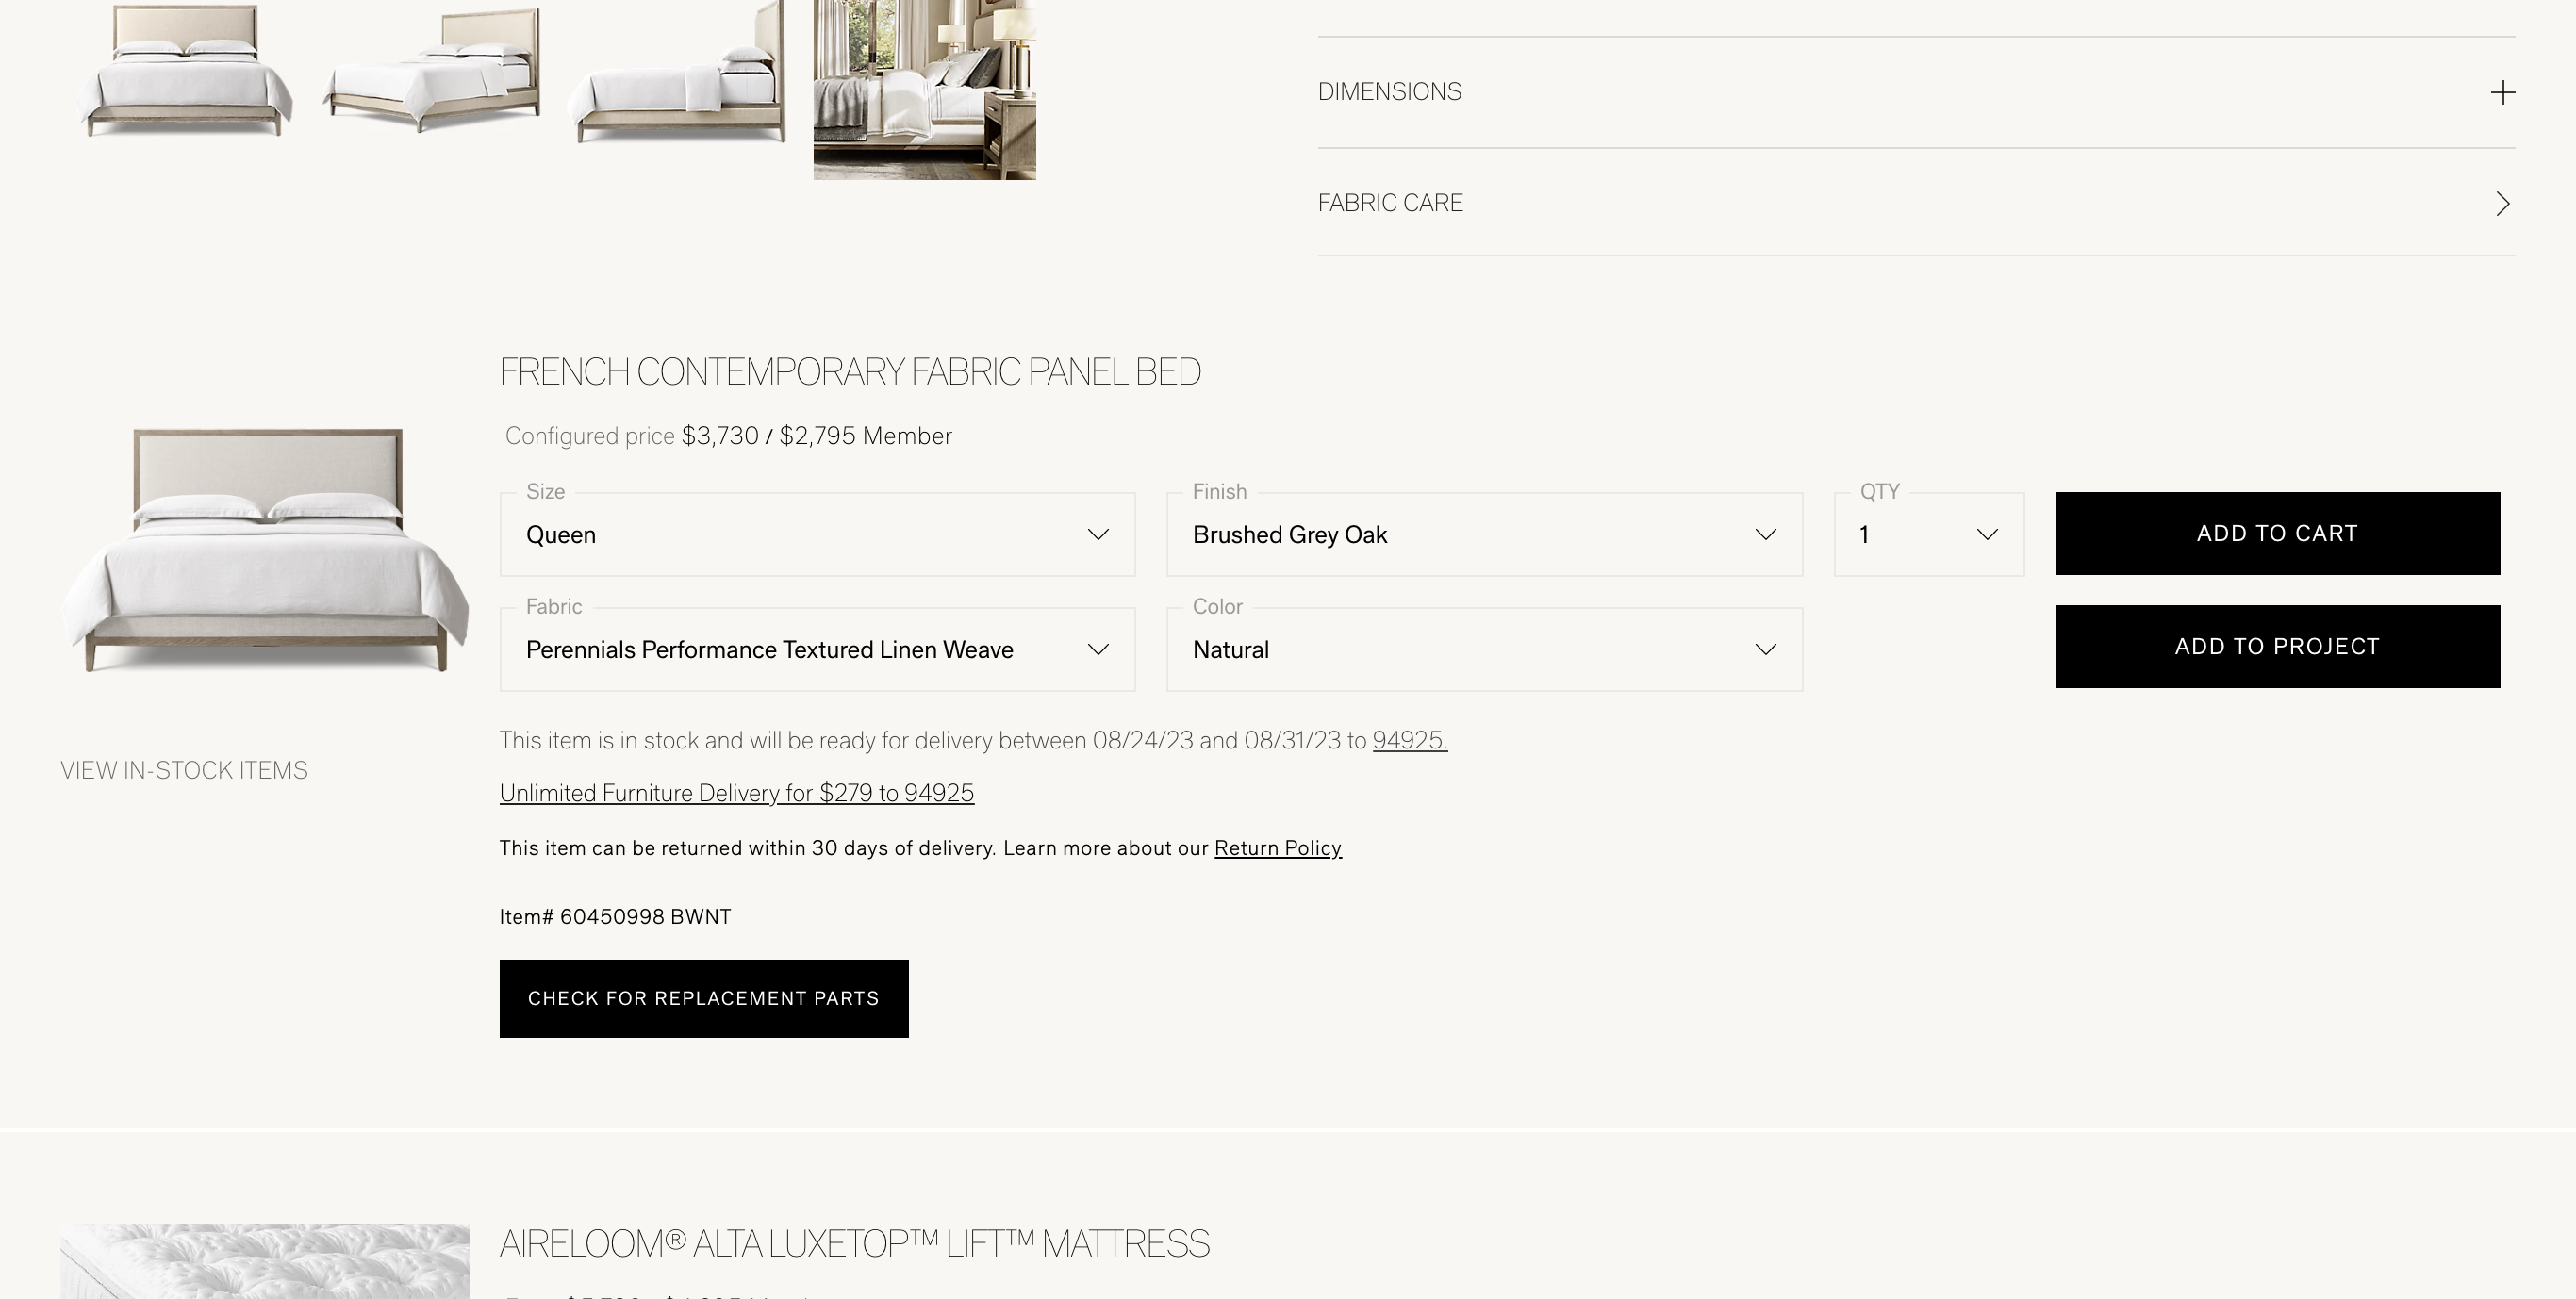 DIMENSIONS
FABRIC CARE
FRENCH CONTEMPORARY FABRIC PANEL BED
Configured price $3,730 / $2,795 Member
Size
Queen
Finish
Brushed Grey Oak
QTY
1
ADD TO CART
Fabric
Perennials Performance Textured Linen Weave
Color
Natural
ADD TO PROJECT
This item is in stock and will be ready for delivery between 08/24/23 and 08/31/23 to 94925.
VIEW IN-STOCK ITEMS
Unlimited Furniture Delivery for $279 to 94925
This item can be returned within 30 days of delivery. Learn more about our Return Policy
Item# 60450998 BWNT
CHECK FOR REPLACEMENT PARTS
AIRELOOM® ALTA LUXETOP™ LIFT™ MATTRESS